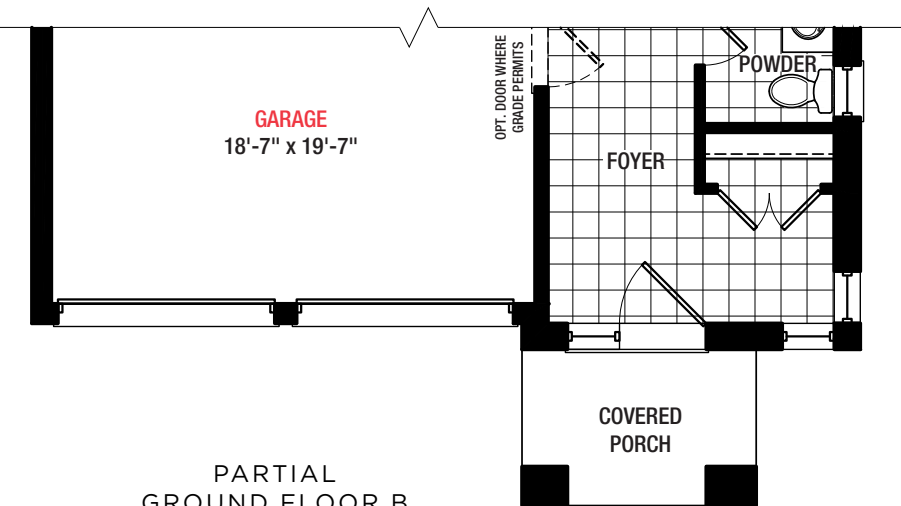 OPT. DOOR WHERE
GRADE PERMITS
POWDER
GARAGE
18'-7" x 19'-7"
FOYER
COVERED
PORCH
PARTIAL
GROUND FLOOR B